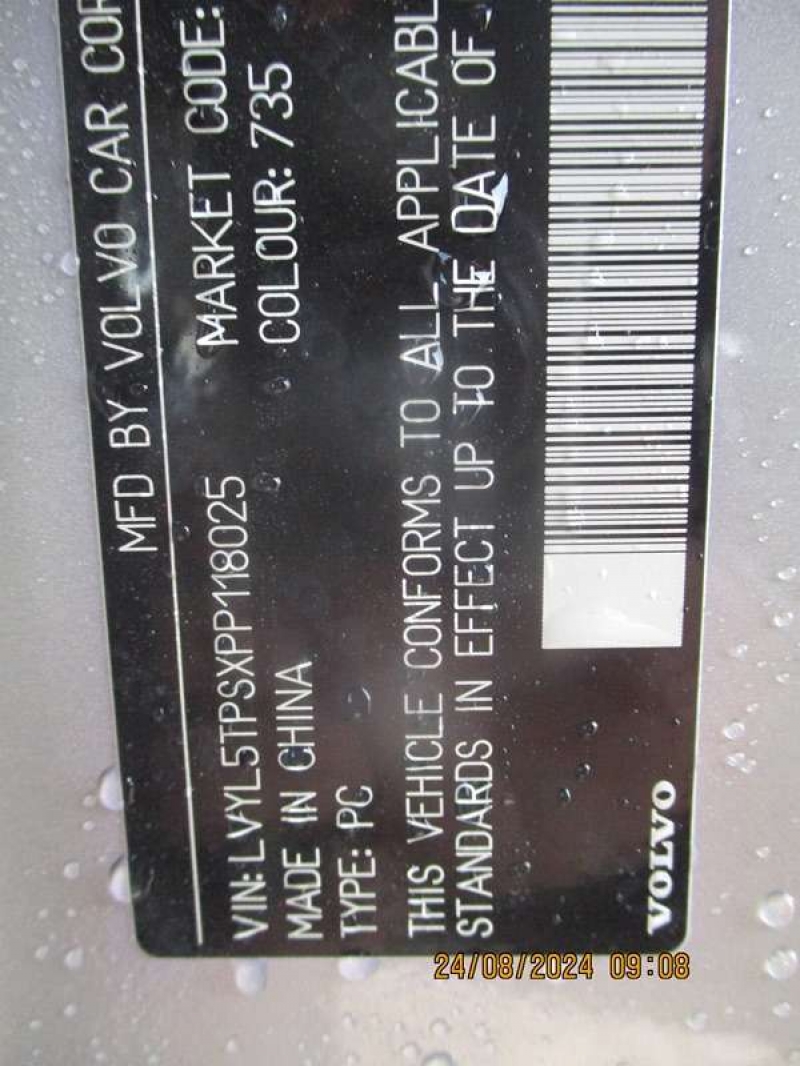 MFD BY VOLVO CAR COR
VIN: LVYL5TPSXPP118025 MARKET CODE:
MADE IN CHINA COLOUR: 735
TYPE: PC
THIS VEHICLE CONFORMS TO ALL APPLICABL
STANDARDS IN EFFECT UP TO THE DATE OF
VOLVO
24/08/2024 09:08